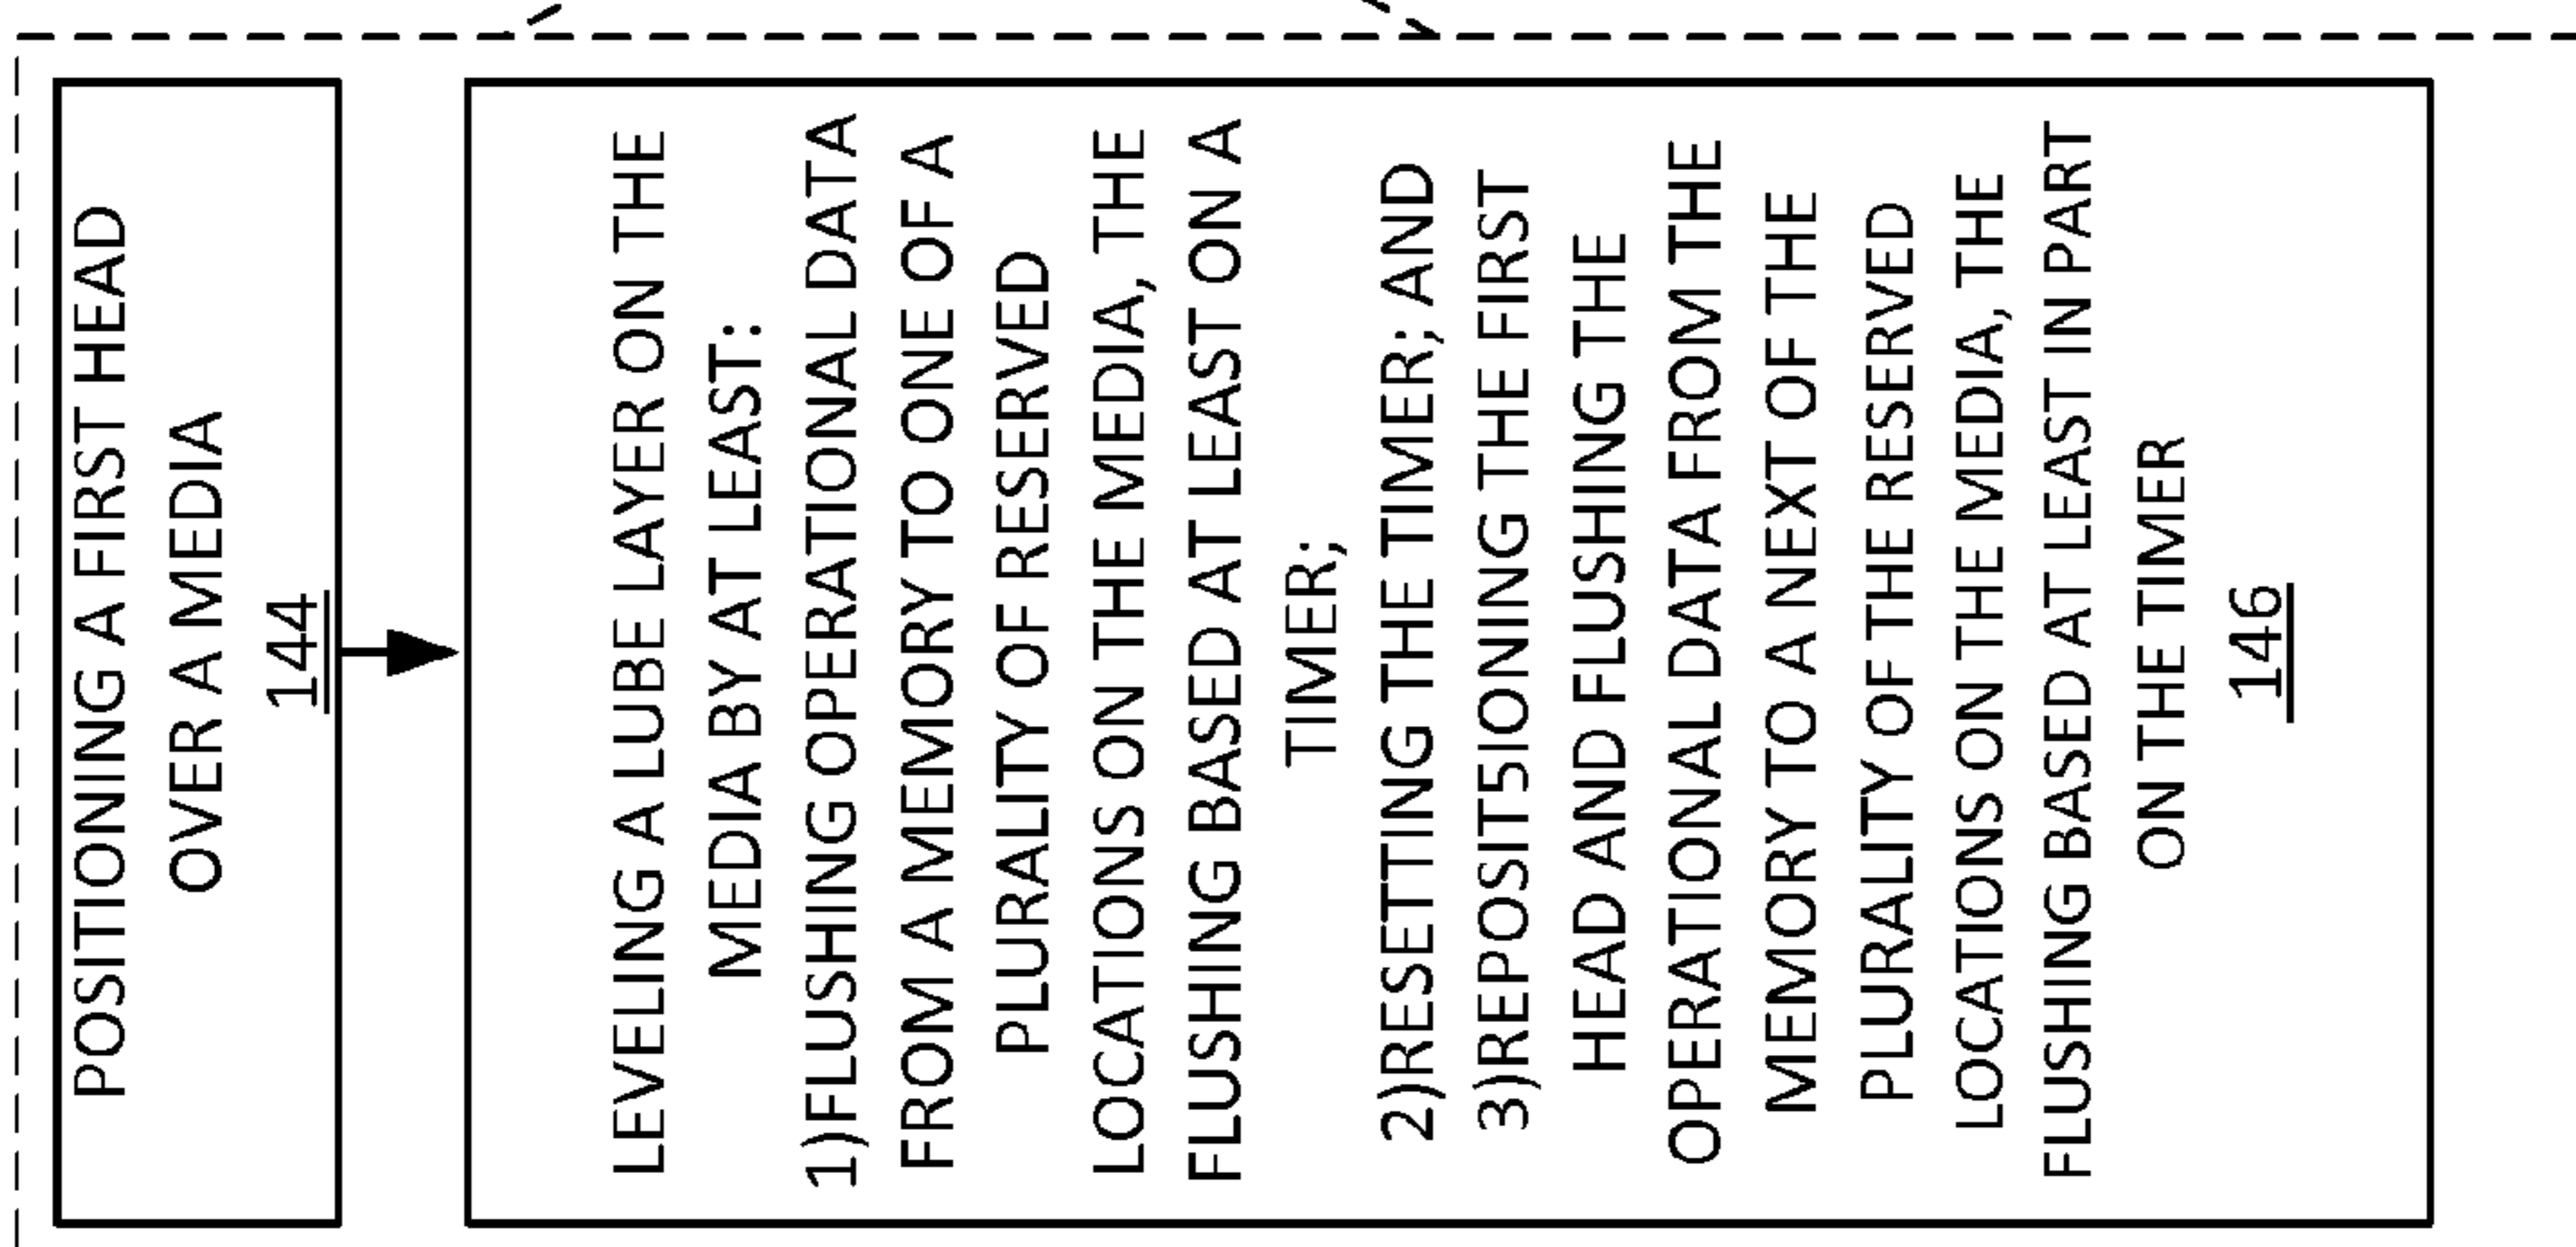 POSITIONING A FIRST HEAD
OVER A MEDIA
144
LEVELING A LUBE LAYER ON THE
MEDIA BY AT LEAST:
1)FLUSHING OPERATIONAL DATA
FROM A MEMORY TO ONE OF A
PLURALITY OF RESERVED
LOCATIONS ON THE MEDIA, THE
FLUSHING BASED AT LEAST ON A
TIMER;
2)RESETTING THE TIMER; AND
3)REPOSIT5IONING THE FIRST
HEAD AND FLUSHING THE
OPERATIONAL DATA FROM THE
MEMORY TO A NEXT OF THE
PLURALITY OF THE RESERVED
LOCATIONS ON THE MEDIA, THE
FLUSHING BASED AT LEAST IN PART
ON THE TIMER
146